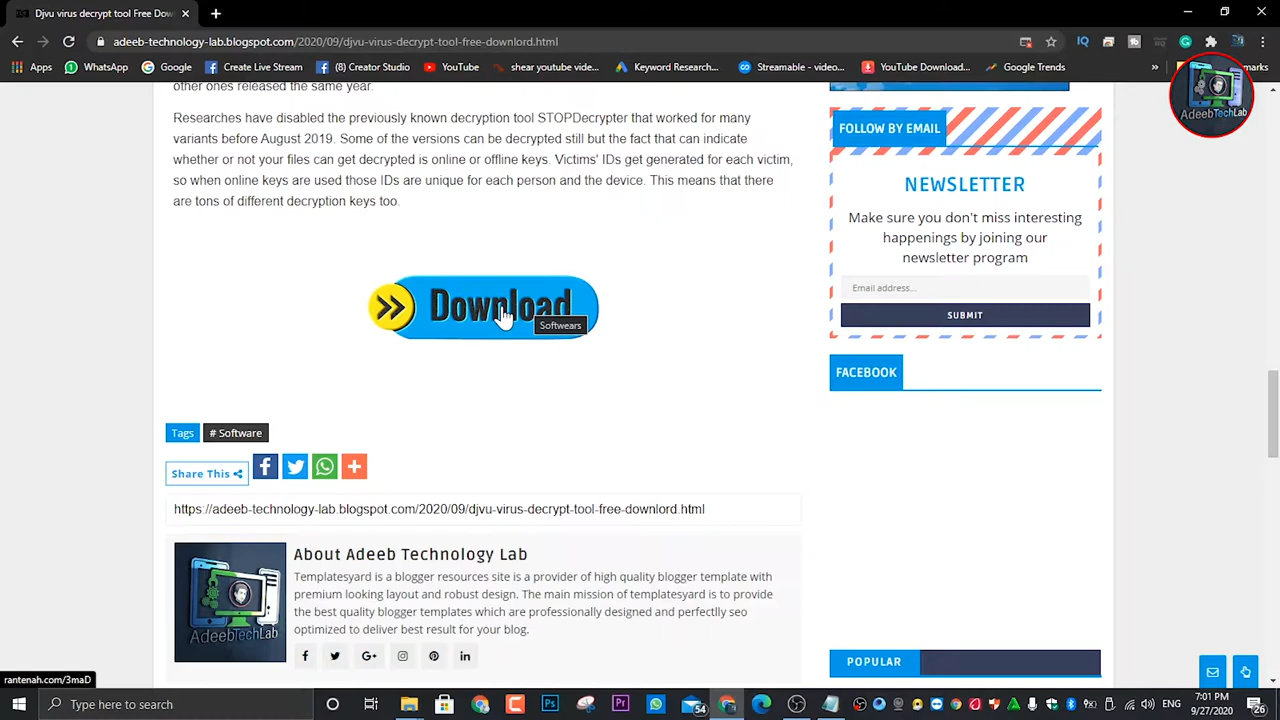 Djvu virus decrypt tool Free Dow
adeeb-technology-lab.blogspot.com/2020/09/djvu-virus-decrypt-tool-free-downlord.html
Apps
WhatsApp
Google
Create Live Stream
(8) Creator Studio
YouTube
shear youtube vide...
Keyword Research...
Streamable - video...
YouTube Download...
Google Trends
»
marks
AdeebTechLab
other ones released the same year.
Researches have disabled the previously known decryption tool STOPDecrypter that worked for many
variants before August 2019. Some of the versions can be decrypted still but the fact that can indicate
whether or not your files can get decrypted is online or offline keys. Victims' IDs get generated for each victim,
so when online keys are used those IDs are unique for each person and the device. This means that there
are tons of different decryption keys too.
Download
Softwears
Tags
# Software
Share This
https://adeeb-technology-lab.blogspot.com/2020/09/djvu-virus-decrypt-tool-free-downlord.html
AdeebTechLab
About Adeeb Technology Lab
Templatesyard is a blogger resources site is a provider of high quality blogger template with
premium looking layout and robust design. The main mission of templatesyard is to provide
the best quality blogger templates which are professionally designed and perfectlly seo
optimized to deliver best result for your blog.
FOLLOW BY EMAIL
NEWSLETTER
Make sure you don't miss interesting
happenings by joining our
newsletter program
Email address...
SUBMIT
FACEBOOK
POPULAR
rantenah.com/3maD
Type here to search
Ps
Pr
54
ENG
7:01 PM
9/27/2020
26